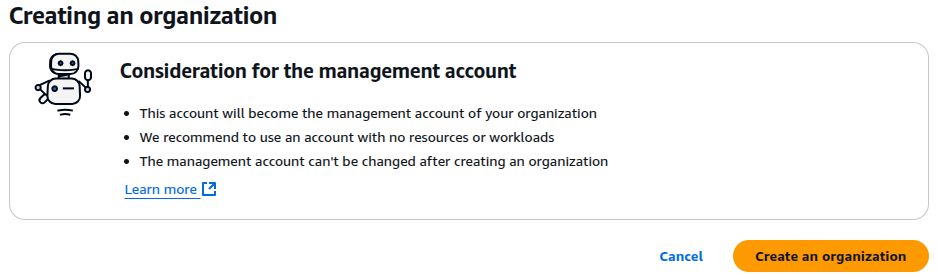 Creating an organization
Consideration for the management account
This account will become the management account of your organization
We recommend to use an account with no resources or workloads
The management account can't be changed after creating an organization
Learn more
Cancel
Create an organization